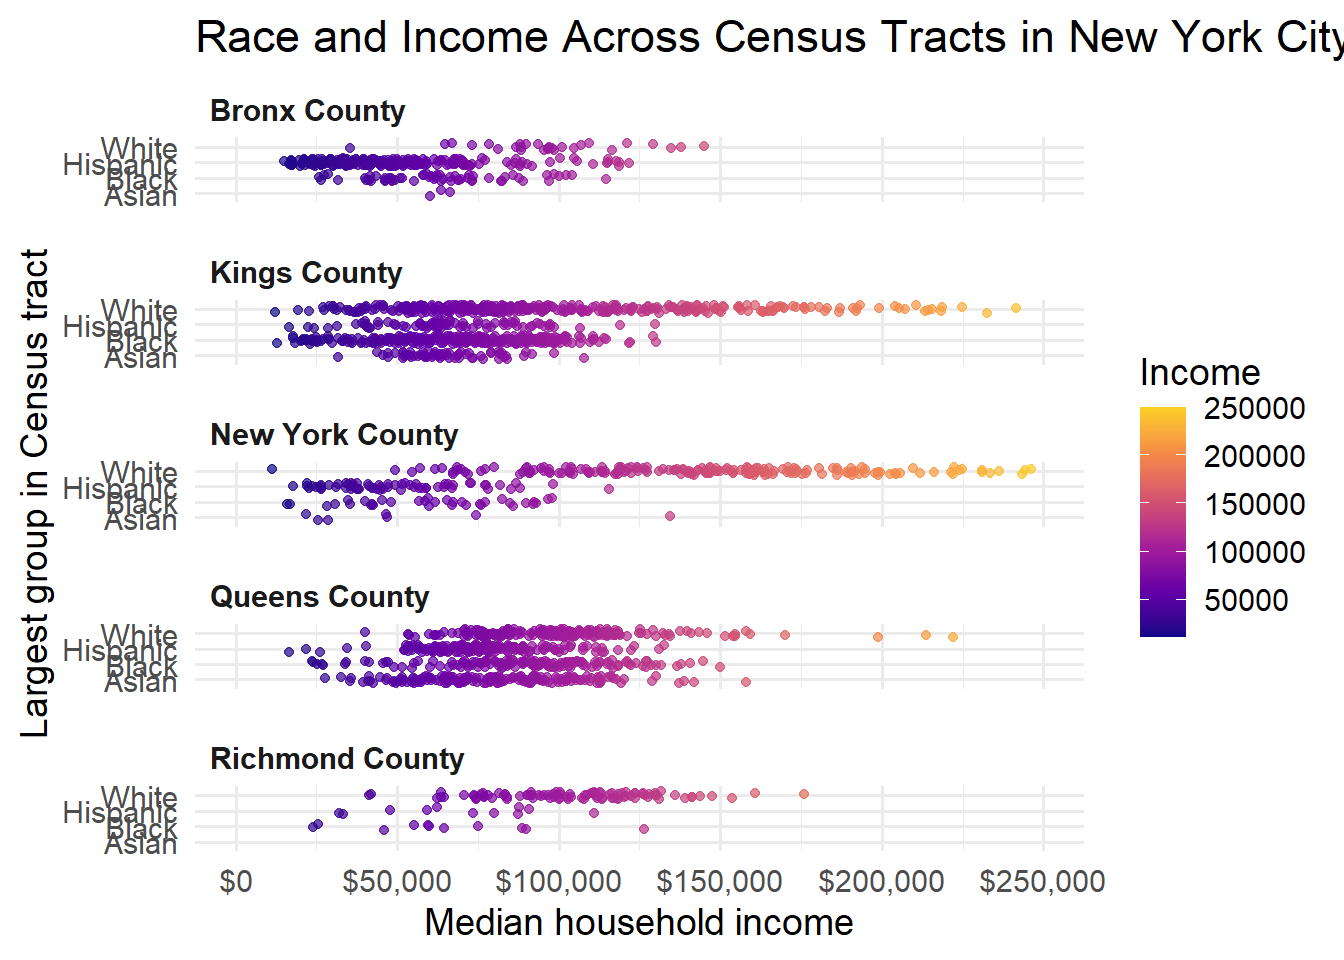 Race and Income Across Census Tracts in New York City
Largest group in Census tract
Bronx County
White
Hispanic
Black
Asian
Kings County
White
Hispanic
Black
Asian
New York County
White
Hispanic
Black
Asian
Queens County
White
Hispanic
Black
Asian
Richmond County
White
Hispanic
Black
Asian
$0 $50,000 $100,000 $150,000 $200,000 $250,000
Median household income
Income
250000
200000
150000
100000
50000